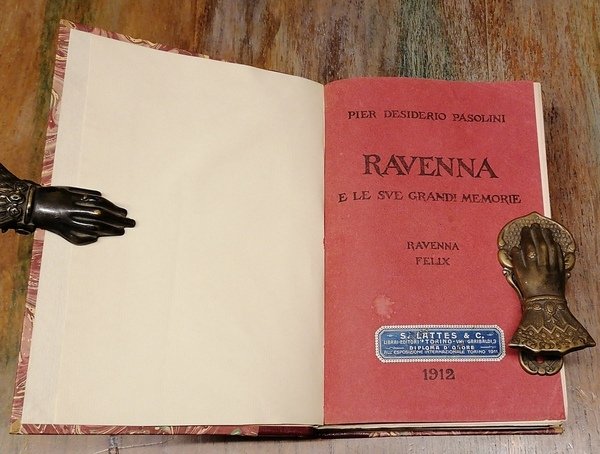 PIER DESIDERIO PASOLINI
RAVENNA
E LE SVE GRANDI MEMORIE
RAVENNA
FELIX
S. LATTES & C.
LIBRAI-EDITORI TORINO - VIA GARIBALDI, 3
DIPLOMA D'ONORE
ALL'ESPOSIZIONE INTERNAZIONALE TORINO 1911
1912